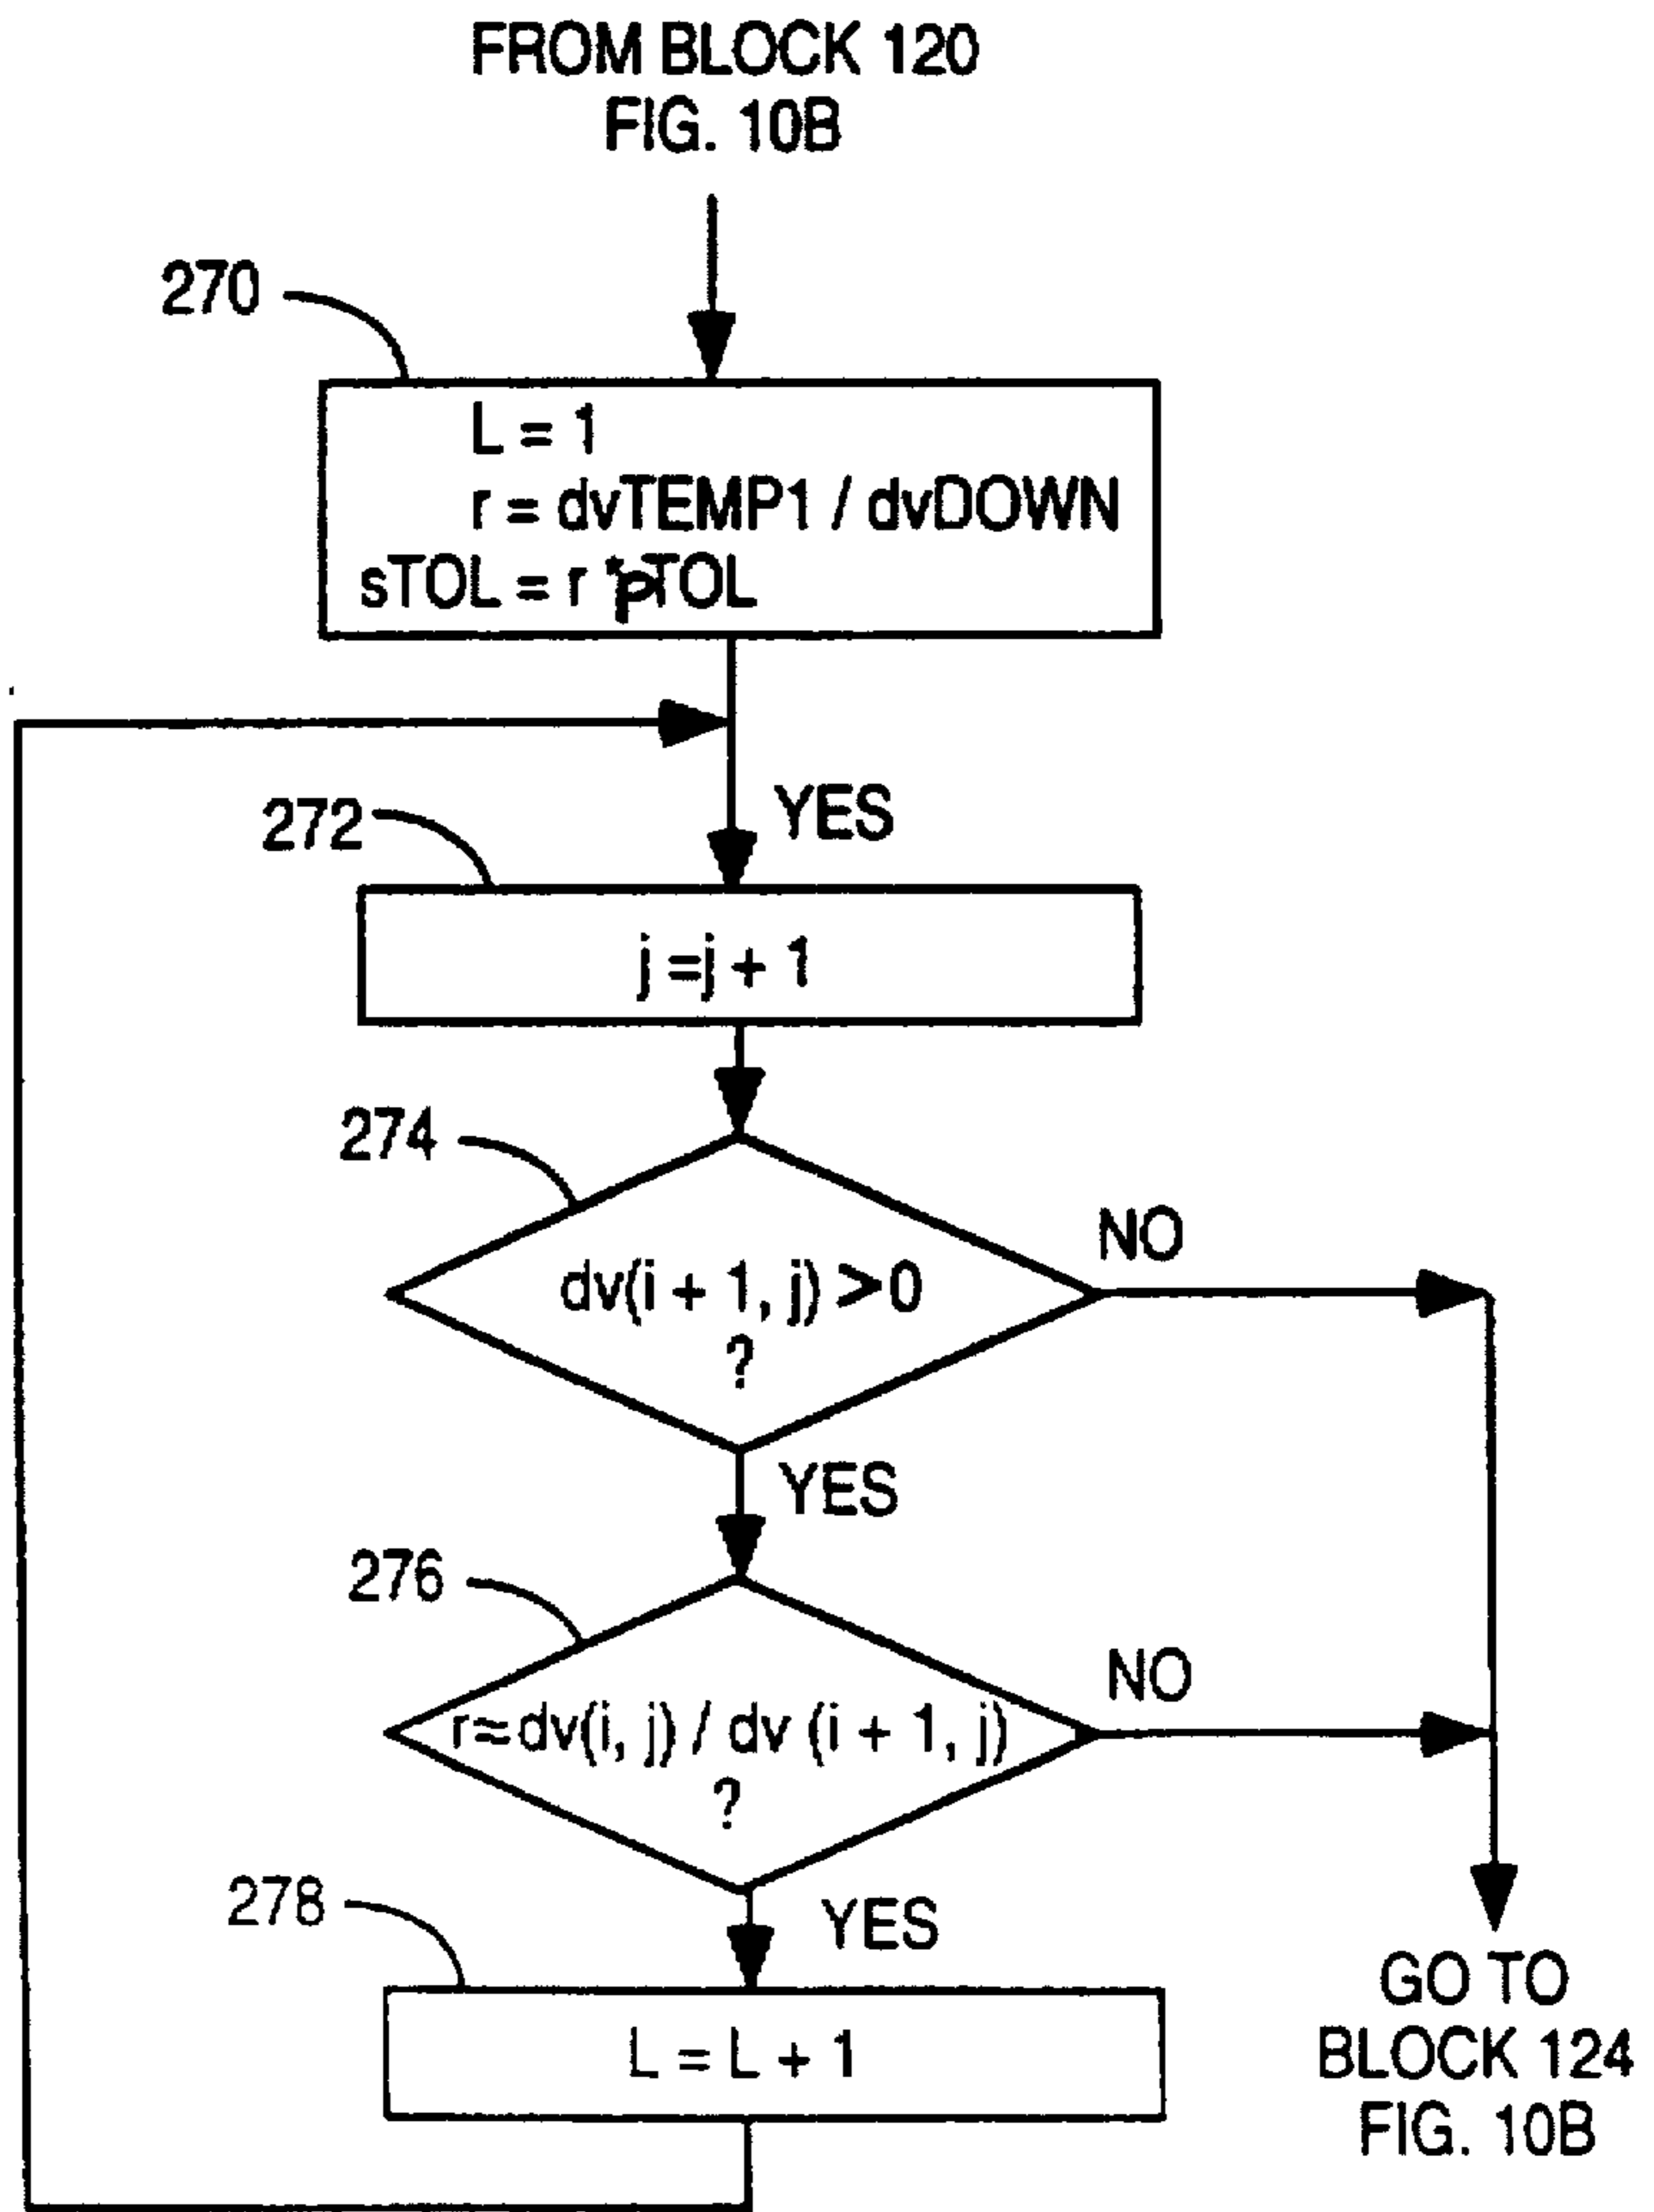 FROM BLOCK 120
FIG. 10B
270
L = 1
r = dvTEMP1 / dvDOWN
sTOL = r *pTOL
272
YES
j =j + 1
274
NO
dv(i + 1, j) >0
?
YES
276
NO
r≈dv(i, j) / dv (i + 1, j)
?
278
YES
L = L + 1
GO TO
BLOCK 124
FIG. 10B